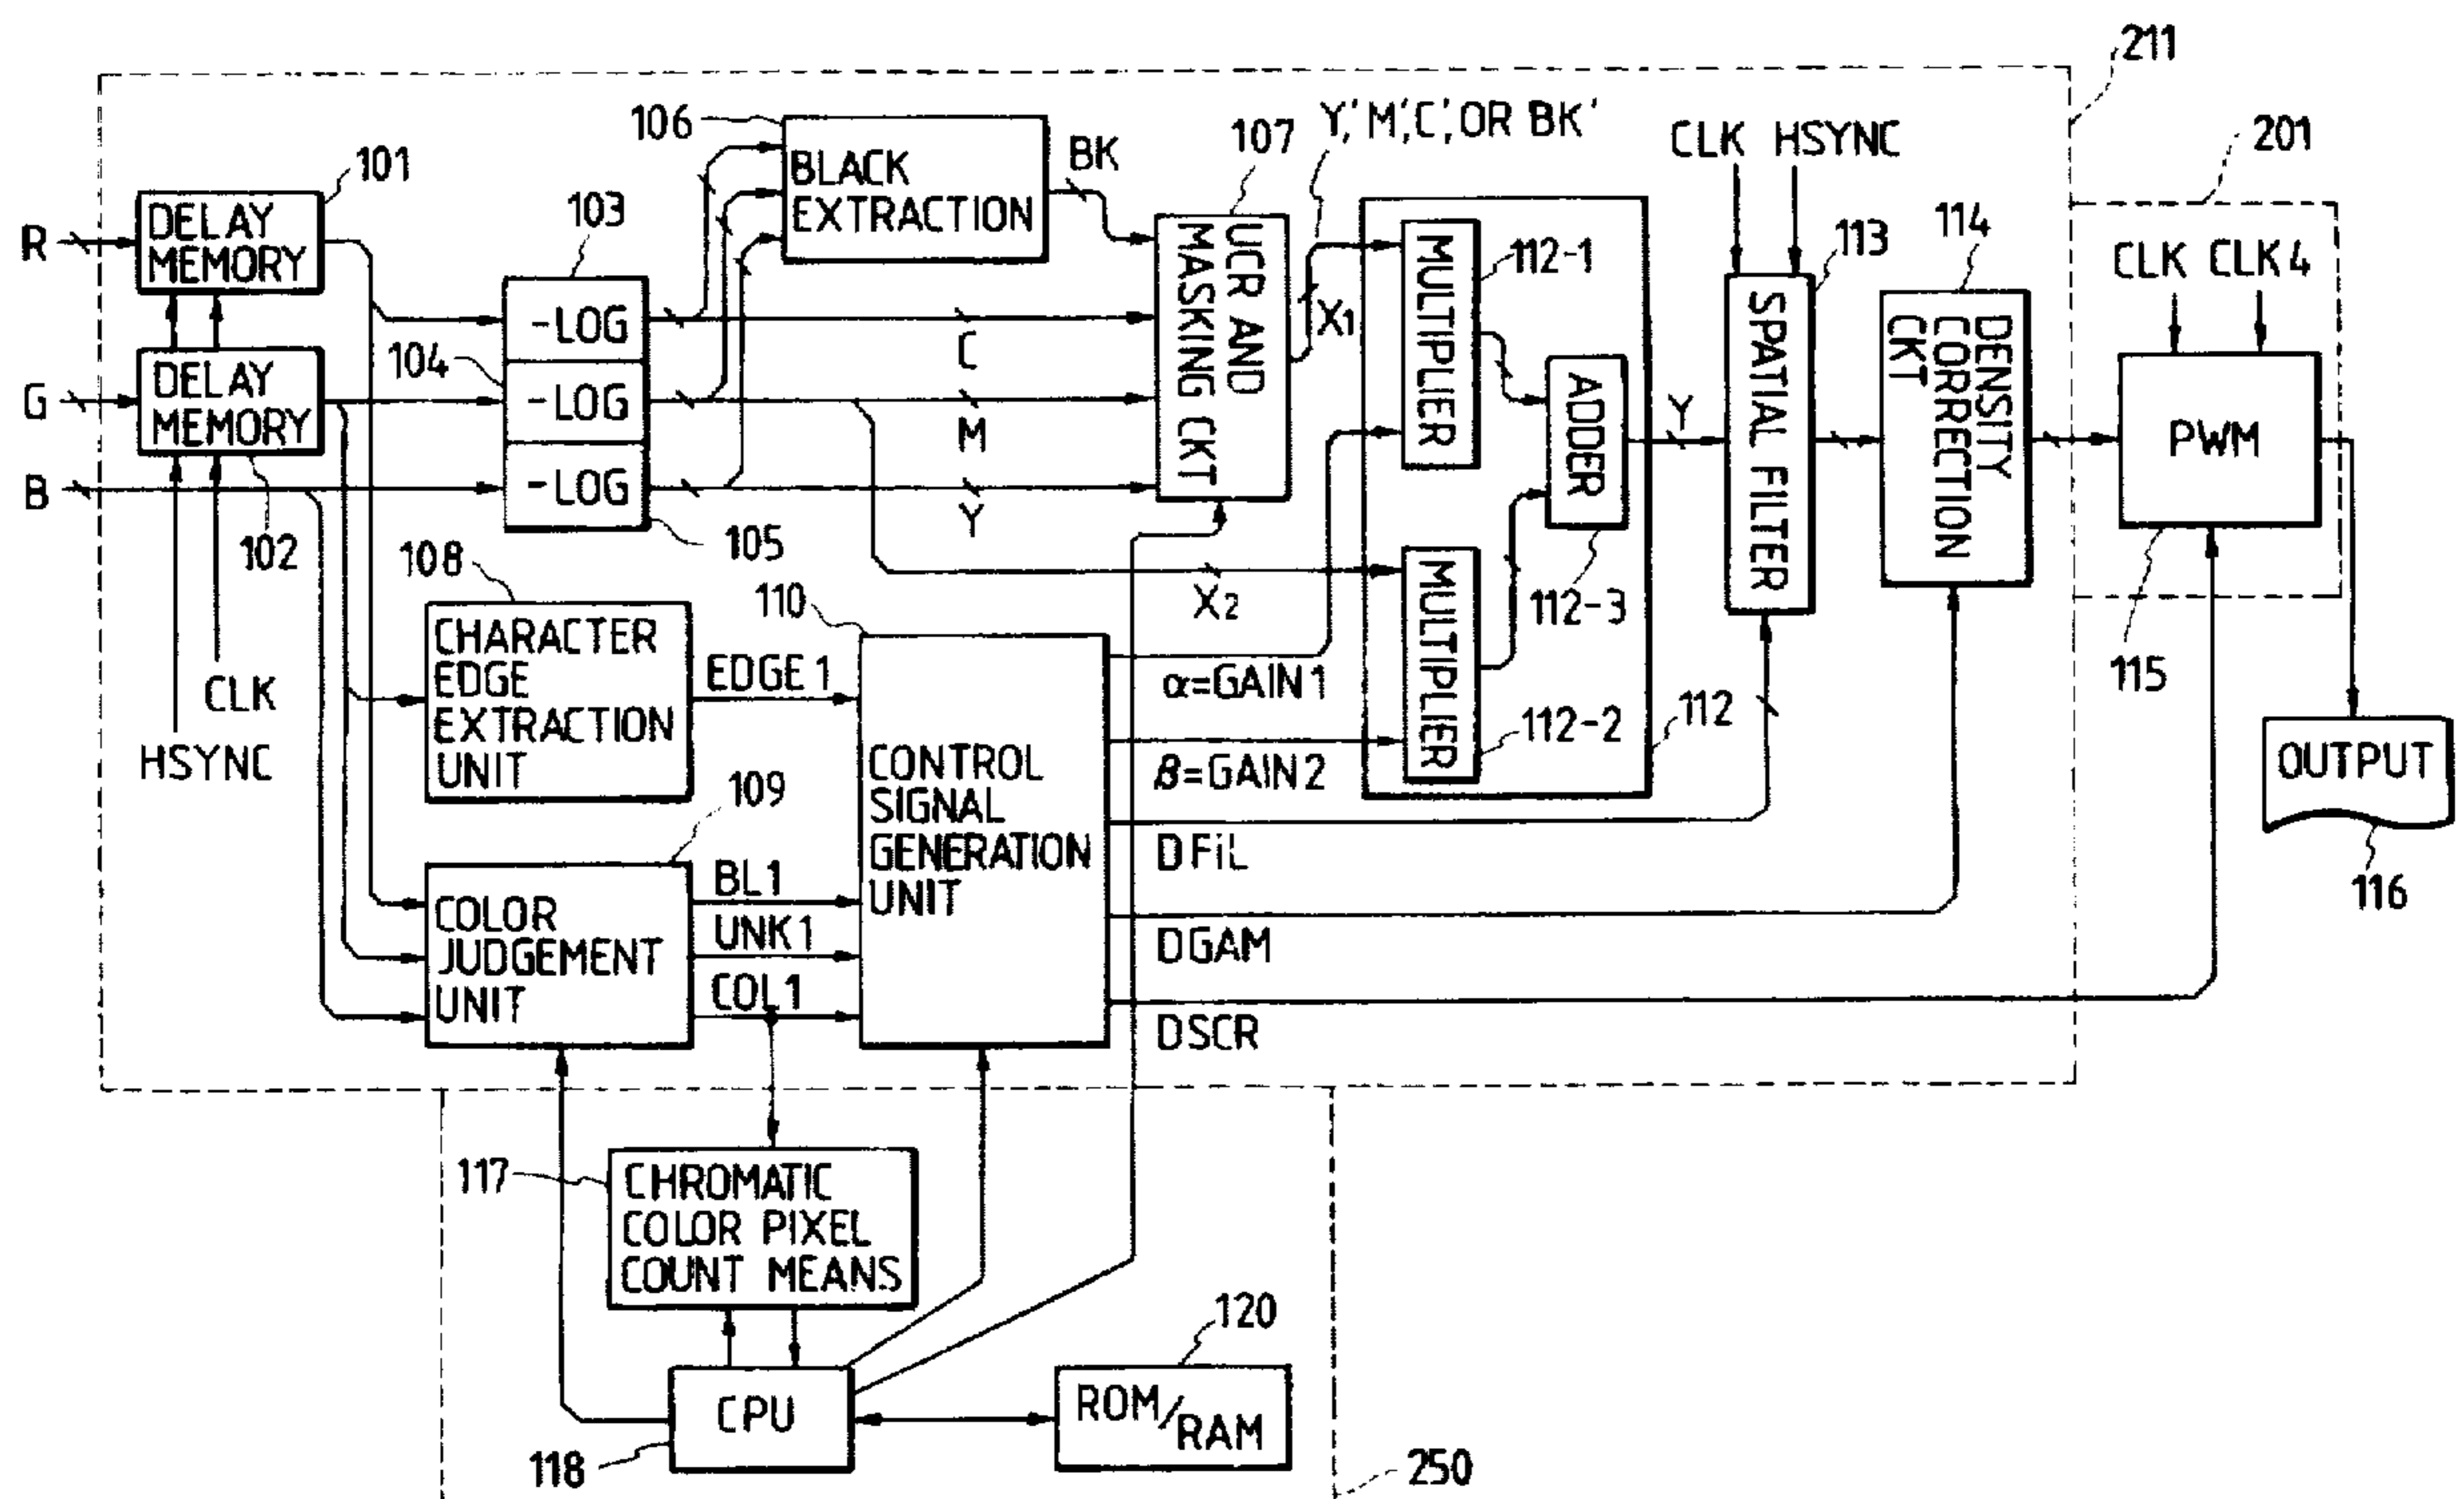 211
106
Y,'M',C,'OR BK'
107
CLK HSYNC
201
101
BK
BLACK
EXTRACTION
DELAY
MEMORY
R
103
UCR AND
MASKING CKT
MULTIPLIER
112-1
113
114
CLK CLK4
-LOG
C
X1
SPATIAL FILTER
DENSITY
CORRECTION
CKT
104
DELAY
MEMORY
G
-LOG
M
ADDER
Y
PWM
B
-LOG
Y
102
105
108
110
X2
MULTIPLIER
112-3
CHARACTER
EDGE
EXTRACTION
UNIT
EDGE 1
CLK
HSYNC
α=GAIN1
112-2
112
115
β=GAIN2
OUTPUT
116
CONTROL
SIGNAL
GENERATION
UNIT
109
DFiL
BL1
UNK1
COL1
COLOR
JUDGEMENT
UNIT
DGAM
DSCR
117
CHROMATIC
COLOR PIXEL
COUNT MEANS
120
CPU
ROM/
RAM
118
250